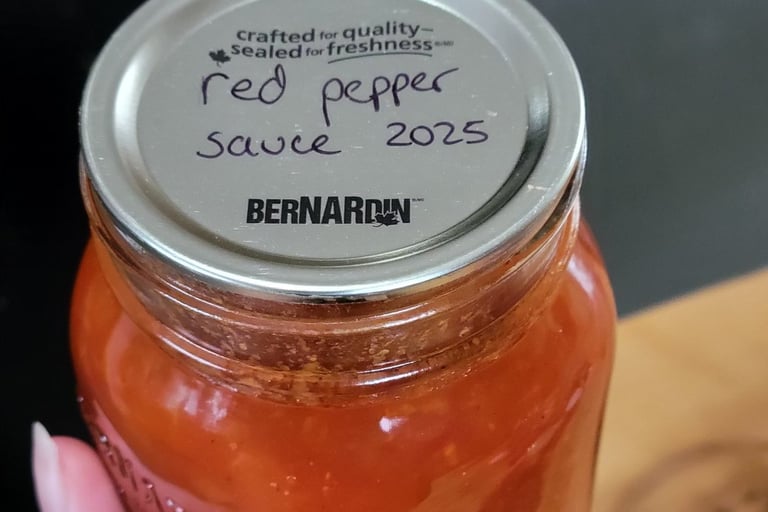 crafted for quality—
sealed for freshness
red pepper
sauce 2025
BERNARDIN